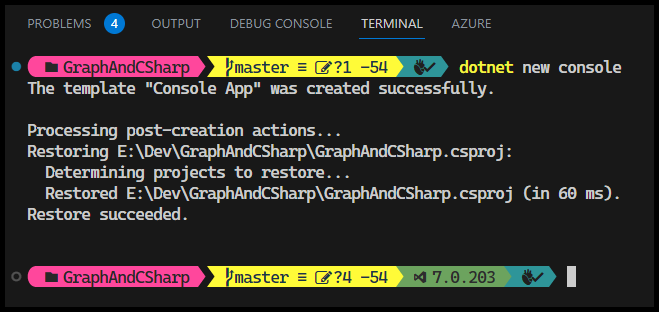 PROBLEMS 4 OUTPUT DEBUG CONSOLE TERMINAL AZURE
GraphAndCSharp master ≡ ?1 -54 dotnet new console
The template "Console App" was created successfully.
Processing post-creation actions...
Restoring E:\Dev\GraphAndCSharp\GraphAndCSharp.csproj:
Determining projects to restore...
Restored E:\Dev\GraphAndCSharp\GraphAndCSharp.csproj (in 60 ms).
Restore succeeded.
GraphAndCSharp master ≡ ?4 -54 7.0.203